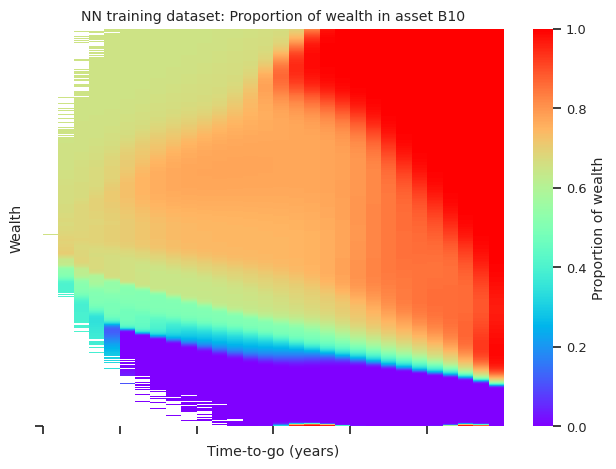 NN training dataset: Proportion of wealth in asset B10
Wealth
Time-to-go (years)
1.0
0.8
0.6
0.4
0.2
0.0
Proportion of wealth